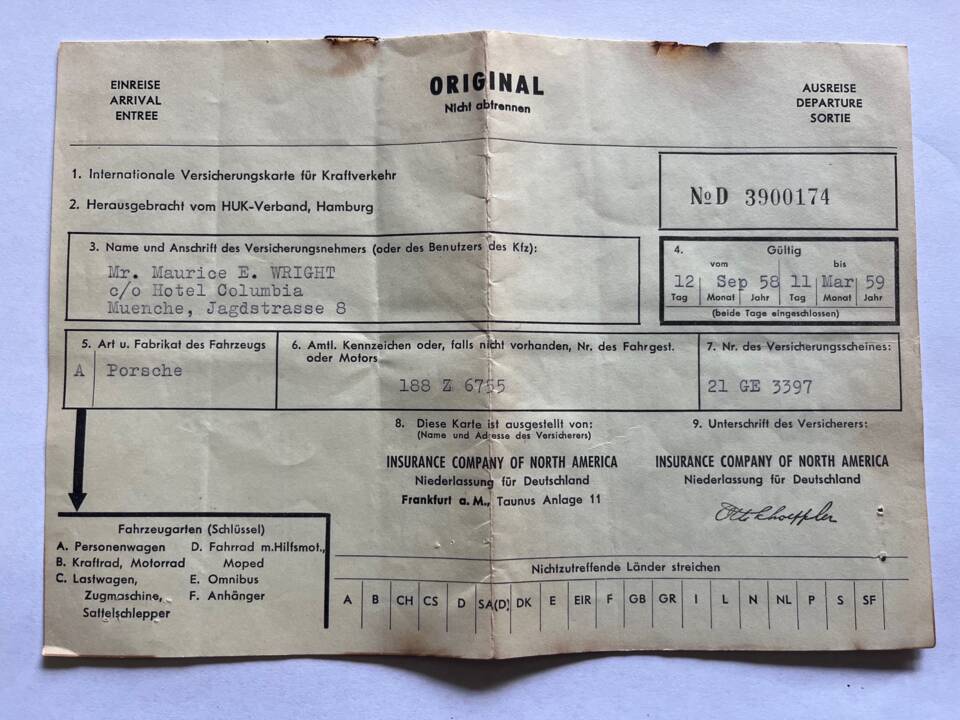 EINREISE
ARRIVAL
ENTREE
ORIGINAL
Nicht abtrennen
AUSREISE
DEPARTURE
SORTIE
1. Internationale Versicherungskarte für Kraftverkehr
2. Herausgebracht vom HUK-Verband, Hamburg
№ D 3900174
3. Name und Anschrift des Versicherungsnehmers (oder des Benutzers des Kfz):
Mr. Maurice E. WRIGHT
c/o Hotel Columbia
Muenche, Jagdstrasse 8
4. Gültig
vom bis
12 Sep 58 11 Mar 59
Tag Monat Jahr Tag Monat Jahr
(beide Tage eingeschlossen)
5. Art u. Fabrikat des Fahrzeugs
A Porsche
6. Amtl. Kennzeichen oder, falls nicht vorhanden, Nr. des Fahrgest.
oder Motors
188 Z 6755
7. Nr. des Versicherungsscheines:
21 GE 3397
8. Diese Karte ist ausgestellt von:
(Name und Adresse des Versicherers)
INSURANCE COMPANY OF NORTH AMERICA
Niederlassung für Deutschland
Frankfurt a. M., Taunus Anlage 11
9. Unterschrift des Versicherers:
INSURANCE COMPANY OF NORTH AMERICA
Niederlassung für Deutschland
Fahrzeugarten (Schlüssel)
A. Personenwagen D. Fahrrad m.Hilfsmot.,
B. Kraftrad, Motorrad Moped
C. Lastwagen, E. Omnibus
Zugmaschine, F. Anhänger
Sattelschlepper
Nichtzutreffende Länder streichen
A B CH CS D SA(D) DK E EIR F GB GR I L N NL P S SF